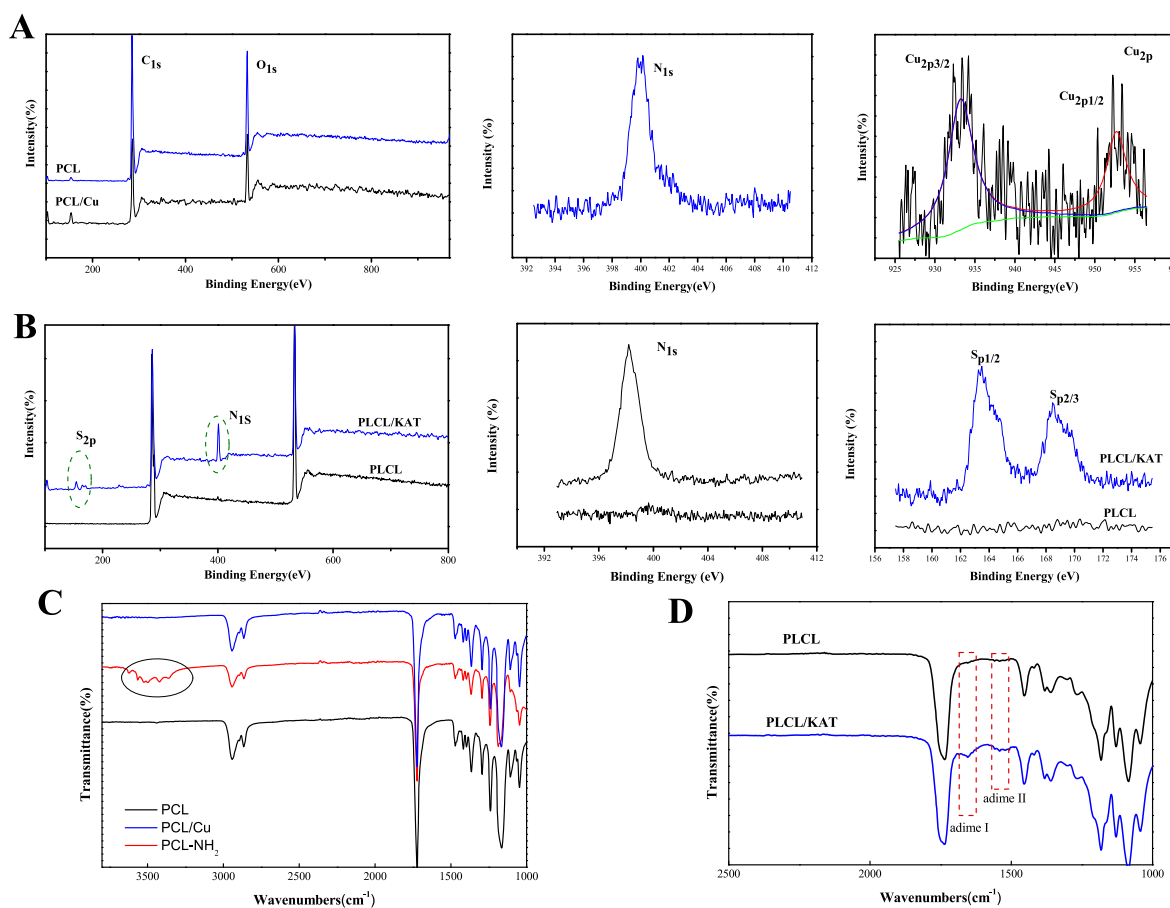 A
C1s
O1s
PCL
PCL/Cu
Intensity(%)
200 400 600 800
Binding Energy(eV)
N1s
Intensity (%)
392 394 396 398 400 402 404 406 408 410 412
Binding Energy(eV)
Cu2p3/2
Cu2p
Cu2p1/2
Intensity (%)
925 930 935 940 945 950 955
Binding Energy(eV)
B
S2p
N1S
PLCL/KAT
PLCL
Intensity(%)
200 400 600 800
Binding Energy(eV)
N1s
Intensity (%)
392 396 400 404 408 412
Binding Energy (eV)
Sp1/2
Sp2/3
PLCL/KAT
PLCL
Intensity (%)
156 158 160 162 164 166 168 170 172 174 176
Binding Energy (eV)
C
Transmittance(%)
PCL
PCL/Cu
PCL-NH2
3500 3000 2500 2000 1500 1000
Wavenumbers(cm-1)
D
PLCL
PLCL/KAT
adime I
adime II
Transmittance(%)
2500 2000 1500 1000
Wavenumbers(cm-1)